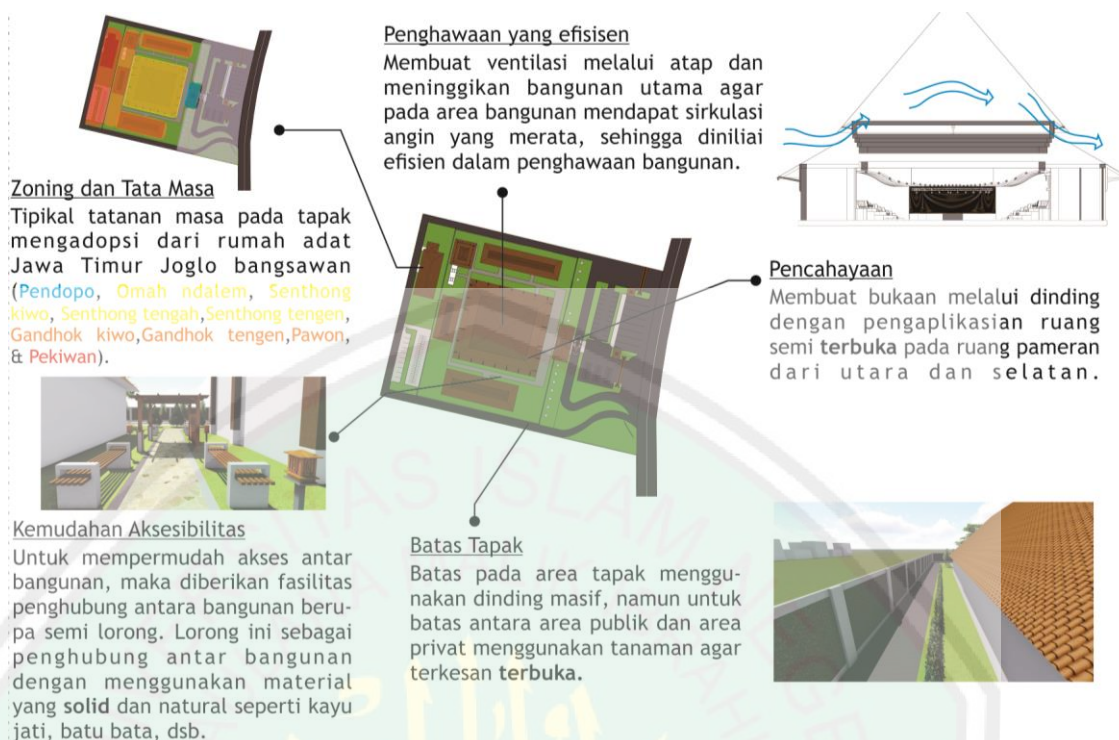 Penghawaan yang efisisen
Membuat ventilasi melalui atap dan
meninggikan bangunan utama agar
pada area bangunan mendapat sirkulasi
angin yang merata, sehingga diniliai
efisien dalam penghawaan bangunan.
Zoning dan Tata Masa
Tipikal tatanan masa pada tapak
mengadopsi dari rumah adat
Jawa Timur Joglo bangsawan
(Pendopo, Omah ndalem, Senthong
kiwo, Senthong tengah,Senthong tengen,
Gandhok kiwo,Gandhok tengen,Pawon,
& Pekiwan).
Pencahayaan
Membuat bukaan melalui dinding
dengan pengaplikasian ruang
semi terbuka pada ruang pameran
dari utara dan selatan.
Kemudahan Aksesibilitas
Untuk mempermudah akses antar
bangunan, maka diberikan fasilitas
penghubung antara bangunan beru-
pa semi lorong. Lorong ini sebagai
penghubung antar bangunan
dengan menggunakan material
yang solid dan natural seperti kayu
jati, batu bata, dsb.
Batas Tapak
Batas pada area tapak menggu-
nakan dinding masif, namun untuk
batas antara area publik dan area
privat menggunakan tanaman agar
terkesan terbuka.